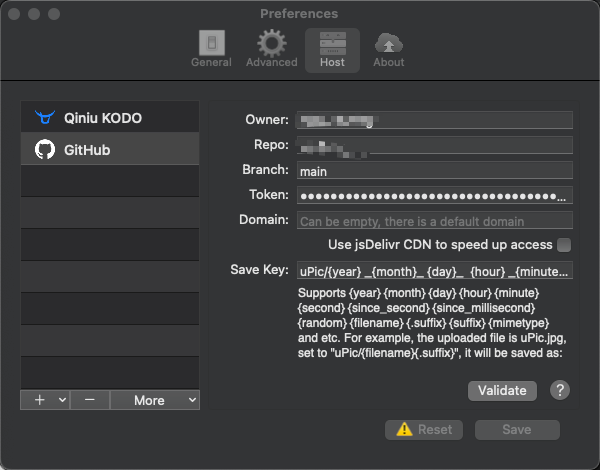 Preferences
General Advanced Host About
Qiniu KODO
GitHub
Owner:
Repo:
Branch: main
Token: ●●●●●●●●●●●●●●●●●●●●●●●●●●●●●●●●●●●...
Domain: Can be empty, there is a default domain
Use jsDelivr CDN to speed up access
Save Key: uPic/{year} _{month}_ {day}_ {hour} _{minute...
Supports {year} {month} {day} {hour} {minute}
{second} {since_second} {since_millisecond}
{random} {filename} {.suffix} {suffix} {mimetype}
and etc. For example, the uploaded file is uPic.jpg,
set to "uPic/{filename}{.suffix}", it will be saved as:
Validate ?
+ − More
Reset Save